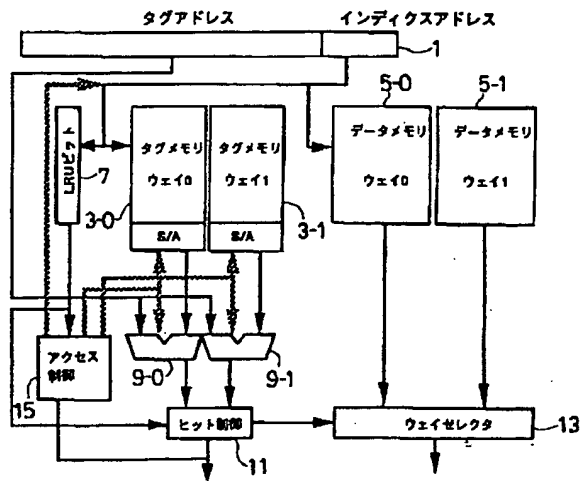 タグアドレス
インディクスアドレス
1
5-0
5-1
LRUビット
7
タグメモリ
ウェイ0
タグメモリ
ウェイ1
データメモリ
ウェイ0
データメモリ
ウェイ1
3-0
S/A
S/A
3-1
アクセス
制御
15
9-0
9-1
ヒット制御
11
ウェイセレクタ
13